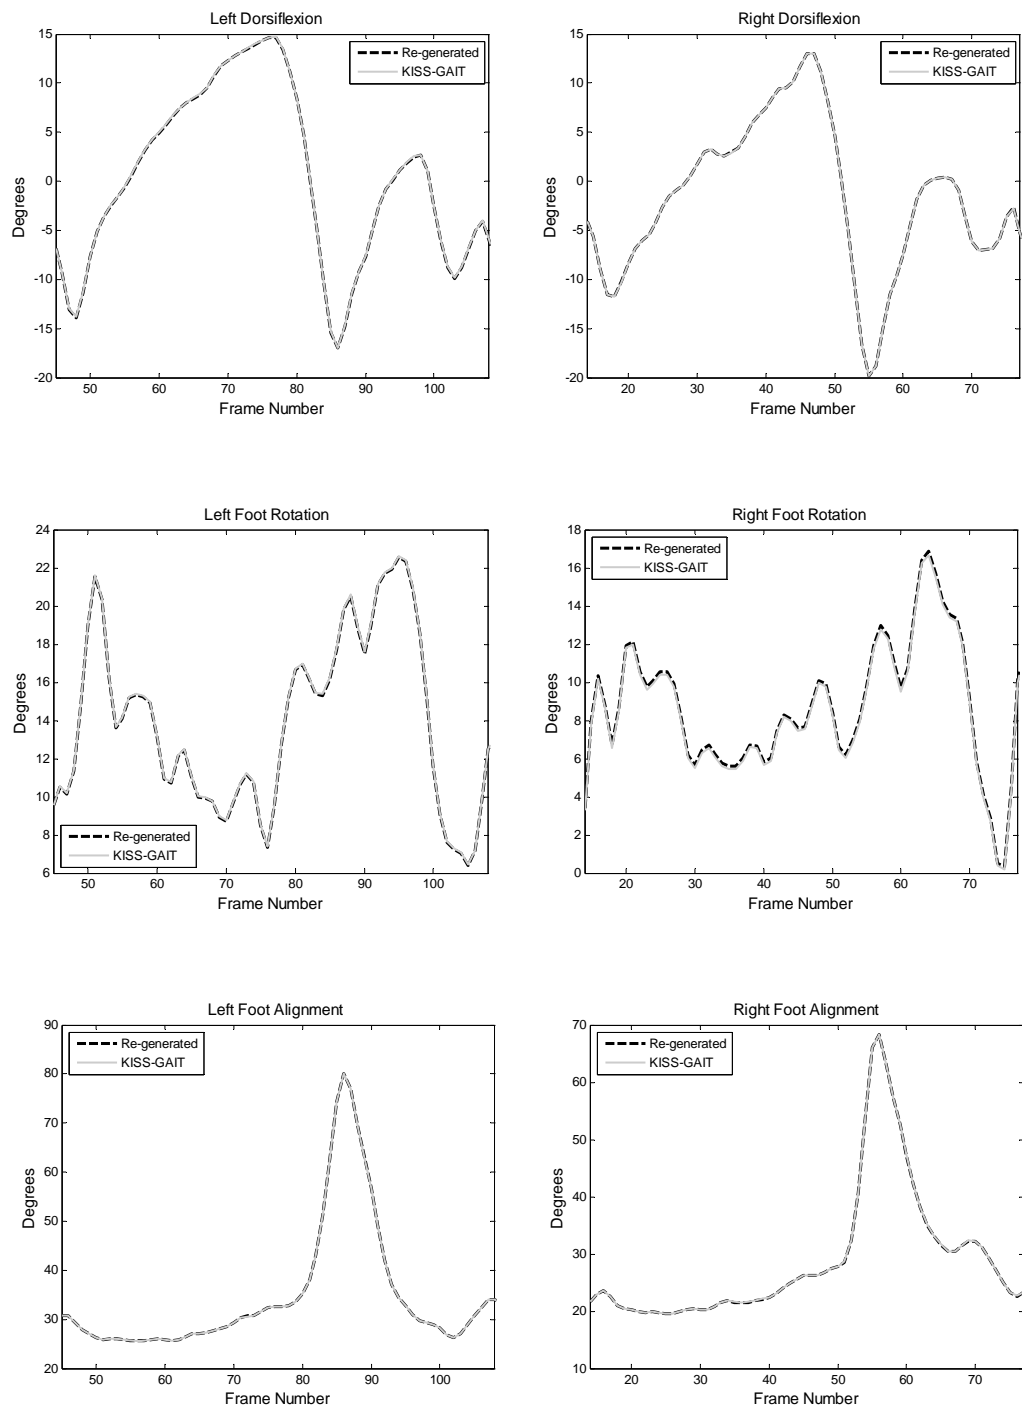 Left Dorsiflexion
15
10
5
0
-5
-10
-15
-20
Degrees
Re-generated
KISS-GAIT
50
60
70
80
90
100
Frame Number
Right Dorsiflexion
15
10
5
0
-5
-10
-15
-20
Degrees
Re-generated
KISS-GAIT
20
30
40
50
60
70
Frame Number
Left Foot Rotation
24
22
20
18
16
14
12
10
8
6
Degrees
Re-generated
KISS-GAIT
50
60
70
80
90
100
Frame Number
Right Foot Rotation
18
16
14
12
10
8
6
4
2
0
Degrees
Re-generated
KISS-GAIT
20
30
40
50
60
70
Frame Number
Left Foot Alignment
90
80
70
60
50
40
30
20
Degrees
Re-generated
KISS-GAIT
50
60
70
80
90
100
Frame Number
Right Foot Alignment
70
60
50
40
30
20
10
Degrees
Re-generated
KISS-GAIT
20
30
40
50
60
70
Frame Number